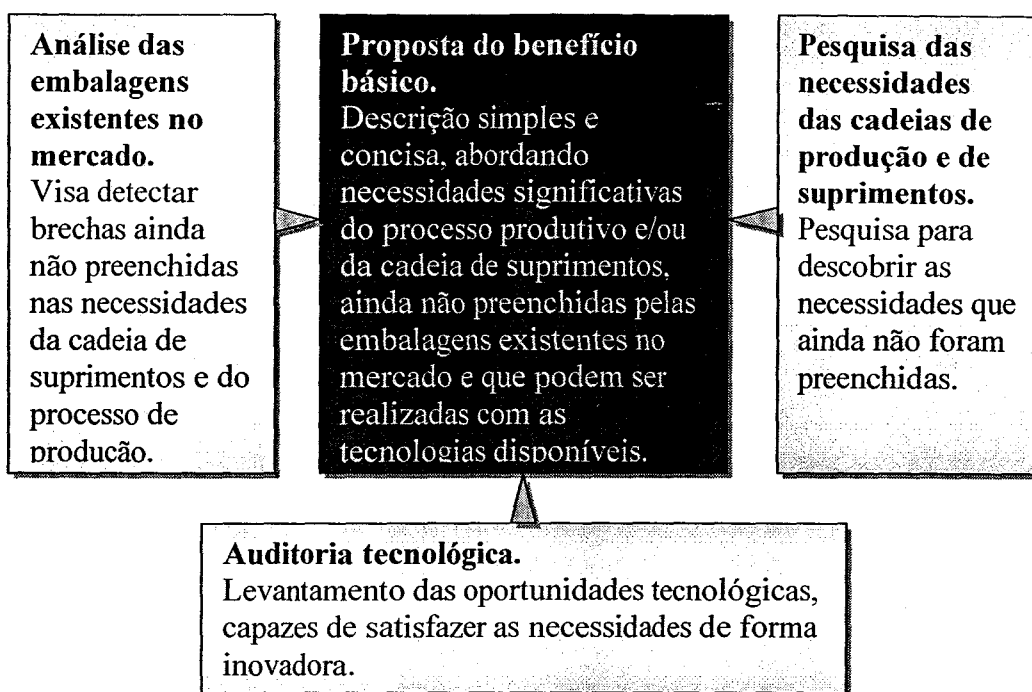 Análise das
embalagens
existentes no
mercado.
Visa detectar
brechas ainda
não preenchidas
nas necessidades
da cadeia de
suprimentos e do
processo de
produção.
Proposta do benefício
básico.
Descrição simples e
concisa, abordando
necessidades significativas
do processo produtivo e/ou
da cadeia de suprimentos,
ainda não preenchidas pelas
embalagens existentes no
mercado e que podem ser
realizadas com as
tecnologias disponíveis.
Pesquisa das
necessidades
das cadeias de
produção e de
suprimentos.
Pesquisa para
descobrir as
necessidades que
ainda não foram
preenchidas.
Auditoria tecnológica.
Levantamento das oportunidades tecnológicas,
capazes de satisfazer as necessidades de forma
inovadora.